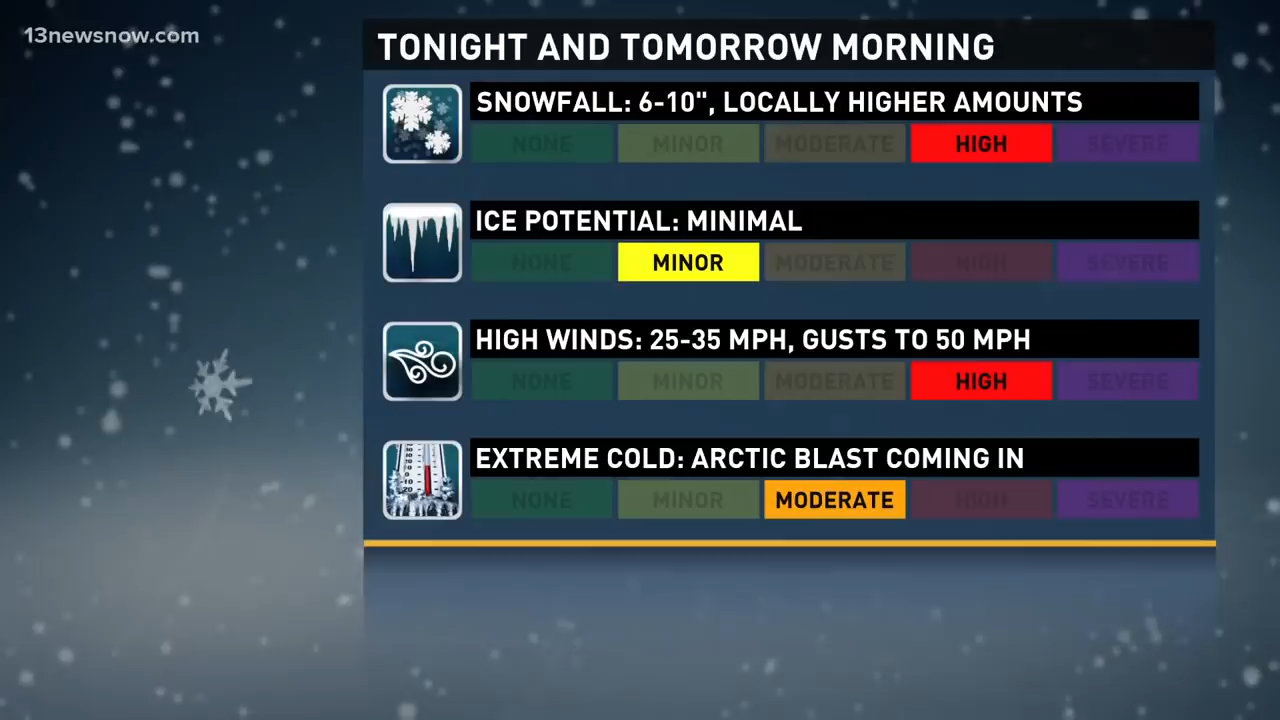 13newsnow.com
TONIGHT AND TOMORROW MORNING
SNOWFALL: 6-10", LOCALLY HIGHER AMOUNTS
NONE MINOR MODERATE HIGH SEVERE
ICE POTENTIAL: MINIMAL
NONE MINOR MODERATE HIGH SEVERE
HIGH WINDS: 25-35 MPH, GUSTS TO 50 MPH
NONE MINOR MODERATE HIGH SEVERE
EXTREME COLD: ARCTIC BLAST COMING IN
NONE MINOR MODERATE HIGH SEVERE